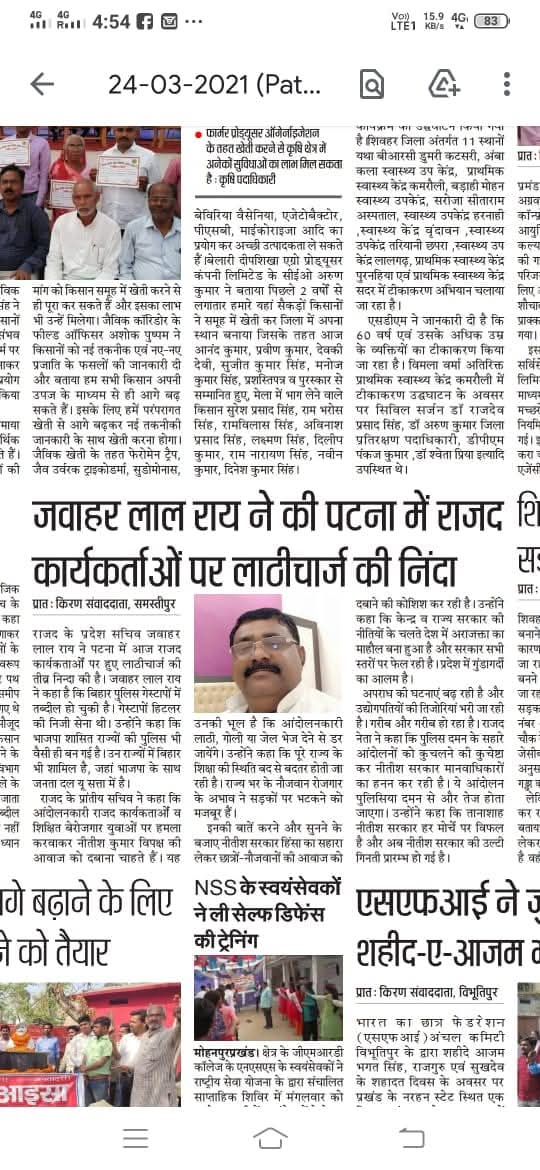 4G 4G 4:54 ...
Vo) LTE1 15.9 KB/s 4G 83
24-03-2021 (Pat...
फार्मर प्रोड्यूसर ऑर्गेनाइजेशन
के तहत खेती करने से कृषि क्षेत्र में
अनेकों सुविधाओं का लाभ मिल सकता
है : कृषि पदाधिकारी
मांग को किसान समूह में खेती करने से
ही पूरा कर सकते हैं और इसका लाभ
भी उन्हें मिलेगा। जैविक कॉरिडोर के
फील्ड ऑफिसर अशोक पुष्पम ने
किसानों को नई तकनीक एवं नए-नए
प्रजाति के फसलों की जानकारी दी
और बताया हम सभी किसान अपनी
उपज के माध्यम से ही आगे बढ़
सकते हैं। इसके लिए हमें परंपरागत
खेती से आगे बढ़कर नई तकनीकी
जानकारी के साथ खेती करना होगा।
जैविक खेती के तहत फेरोमेन ट्रैप,
जैव उर्वरक ट्राइकोडर्मा, सुडोमोनास,
बेविरिया वैसेनिया, एजेटोबैक्टोर,
पीएसबी, माईकोराइजा आदि का
प्रयोग कर अच्छी उत्पादकता ले सकते
हैं।बेलारी दीपशिखा एग्रो प्रोड्यूसर
कंपनी लिमिटेड के सीईओ अरुण
कुमार ने बताया पिछले 2 वर्षों से
लगातार हमारे यहां सैकड़ों किसानों
ने समूह में खेती कर जिला में अपना
स्थान बनाया जिसके तहत आज
आनंद कुमार, प्रवीण कुमार, देवकी
देवी, सुजीत कुमार सिंह, मनोज
कुमार सिंह, प्रशस्तिपत्र व पुरस्कार से
सम्मानित हुए, मेला में भाग लेने वाले
किसान सुरेश प्रसाद सिंह, राम भरोस
सिंह, रामविलास सिंह, अविनाश
प्रसाद सिंह, लक्ष्मण सिंह, दिलीप
कुमार, राम नारायण सिंह, नवीन
कुमार, दिनेश कुमार सिंह।
कार्यक्रम का उद्घाटन किया गया
है।शिवहर जिला अंतर्गत 11 स्थानों
यथा बीआरसी डुमरी कटसरी, अंबा
कला स्वास्थ्य उप केंद्र, प्राथमिक
स्वास्थ्य केंद्र कमरौली, बड़ाही मोहन
स्वास्थ्य उपकेंद्र, सरोजा सीताराम
अस्पताल, स्वास्थ्य उपकेंद्र हरनाही
,स्वास्थ्य केंद्र वृंदावन ,स्वास्थ्य
उपकेंद्र तरियानी छपरा ,स्वास्थ्य उप
केंद्र लालगढ़, प्राथमिक स्वास्थ्य केंद्र
पुरनहिया एवं प्राथमिक स्वास्थ्य केंद्र
सदर में टीकाकरण अभियान चलाया
जा रहा है।
एसडीएम ने जानकारी दी है कि
60 वर्ष एवं उसके अधिक उम्र
के व्यक्तियों का टीकाकरण किया
जा रहा है। विमला वर्मा अतिरिक्त
प्राथमिक स्वास्थ्य केंद्र कमरौली में
टीकाकरण उद्घघाटन के अवसर
पर सिविल सर्जन डॉ राजदेव
प्रसाद सिंह, डॉ अरुण कुमार जिला
प्रतिरक्षण पदाधिकारी, डीपीएम
पंकज कुमार ,डॉ श्वेता प्रिया इत्यादि
उपस्थित थे।
जवाहर लाल राय ने की पटना में राजद
कार्यकर्ताओं पर लाठीचार्ज की निंदा
प्रात: किरण संवाददाता, समस्तीपुर
राजद के प्रदेश सचिव जवाहर
लाल राय ने पटना में आज राजद
कार्यकताओं पर हुए लाठीचार्ज की
तीव्र निन्दा की है। जवाहर लाल राय
ने कहा है कि बिहार पुलिस गेस्टापों में
तब्दील हो चुकी है। गेस्टापों हिटलर
की निजी सेना थी। उन्होंने कहा कि
भाजपा शासित राज्यों की पुलिस भी
वैसी ही बन गई है। उन राज्यों में बिहार
भी शामिल है, जहां भाजपा के साथ
जनता दल यू सत्ता में है।
राजद के प्रांतीय सचिव ने कहा कि
आंदोलनकारी राजद कार्यकर्ताओं व
शिक्षित बेरोजगार युवाओं पर हमला
करवाकर नीतीश कुमार विपक्ष की
आवाज को दबाना चाहते हैं। यह
उनकी भूल है कि आंदोलनकारी
लाठी, गोली या जेल भेज देने से डर
जायेंगे। उन्होंने कहा कि पूरे राज्य के
शिक्षा की स्थिति बद से बदतर होती जा
रही है। राज्य भर के नौजवान रोजगार
के अभाव ने सड़कों पर भटकने को
मजबूर हैं।
इनकी बातें करने और सुनने के
बजाए नीतीश सरकार हिंसा का सहारा
लेकर छात्रों-नौजवानों की आवाज को
दबाने की कोशिश कर रही है। उन्होंने
कहा कि केन्द्र व राज्य सरकार की
नीतियों के चलते देश में अराजकता का
माहौल बना हुआ है और सरकार सभी
स्तरों पर फेल रही है। प्रदेश में गुंडागर्दी
का आलम है।
अपराध की घटनाएं बढ़ रही है और
उद्योगपतियों की तिजोरियां भरी जा रही
है। गरीब और गरीब हो रहा है। राजद
नेता ने कहा कि पुलिस दमन के सहारे
आंदोलनों को कुचलने की कुचेष्टा
कर नीतीश सरकार मानवाधिकारों
का हनन कर रही है। ये आंदोलन
पुलिसिया दमन से और तेज होता
जाएगा। उन्होंने कहा कि तानाशाह
नीतीश सरकार हर मोर्चे पर विफल
है और अब नीतीश सरकार की उल्टी
गिनती प्रारम्भ हो गई है।
गे बढ़ाने के लिए
ने को तैयार
NSS के स्वयंसेवकों
ने ली सेल्फ डिफेंस
की ट्रेनिंग
मोहनपुरप्रखंड। क्षेत्र के जीएमआरडी
कॉलेज के एनएसएस के स्वयंसेवकों ने
राष्ट्रीय सेवा योजना के द्वारा संचालित
साप्ताहिक शिविर में मंगलवार को
एसएफआई ने जु
शहीद-ए-आजम
प्रात: किरण संवाददाता, विभूतिपुर
भारत का छात्र फेडरेशन
(एसएफआई)अंचल कमिटी
विभूतिपुर के द्वारा शहीदे आजम
भगत सिंह, राजगुरु एवं सुखदेव
के शहादत दिवस के अवसर पर
प्रखंड के नरहन स्टेट स्थित एक